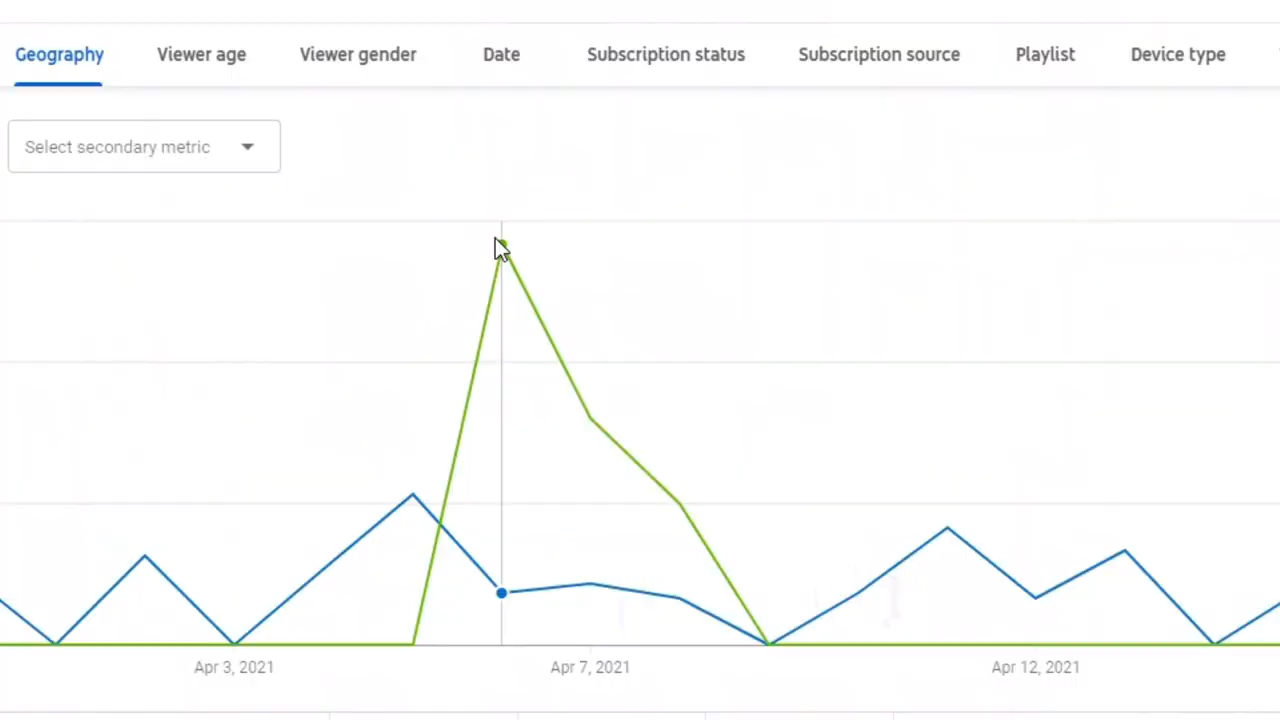 Geography Viewer age Viewer gender Date Subscription status Subscription source Playlist Device type
Select secondary metric
Apr 3, 2021 Apr 7, 2021 Apr 12, 2021